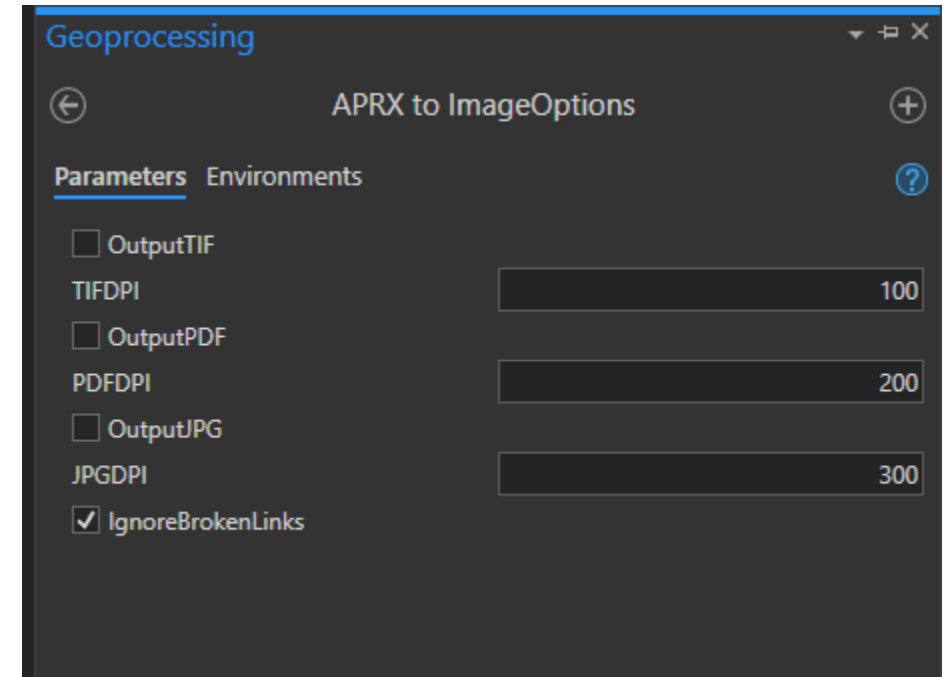 Geoprocessing
APRX to ImageOptions
Parameters Environments
OutputTIF
TIFDPI 100
OutputPDF
PDFDPI 200
OutputJPG
JPGDPI 300
IgnoreBrokenLinks